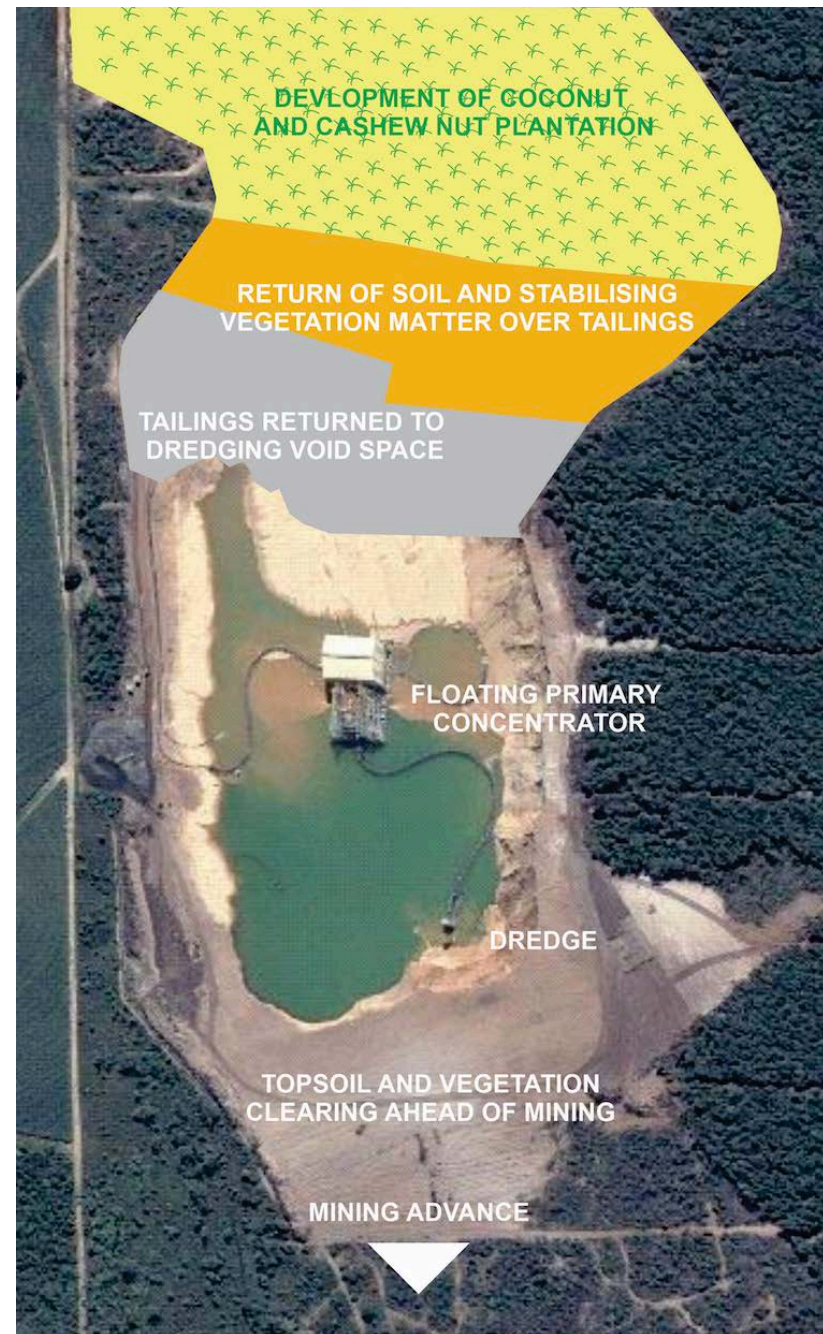 DEVLOPMENT OF COCONUT
AND CASHEW NUT PLANTATION
RETURN OF SOIL AND STABILISING
VEGETATION MATTER OVER TAILINGS
TAILINGS RETURNED TO
DREDGING VOID SPACE
FLOATING PRIMARY
CONCENTRATOR
DREDGE
TOPSOIL AND VEGETATION
CLEARING AHEAD OF MINING
MINING ADVANCE